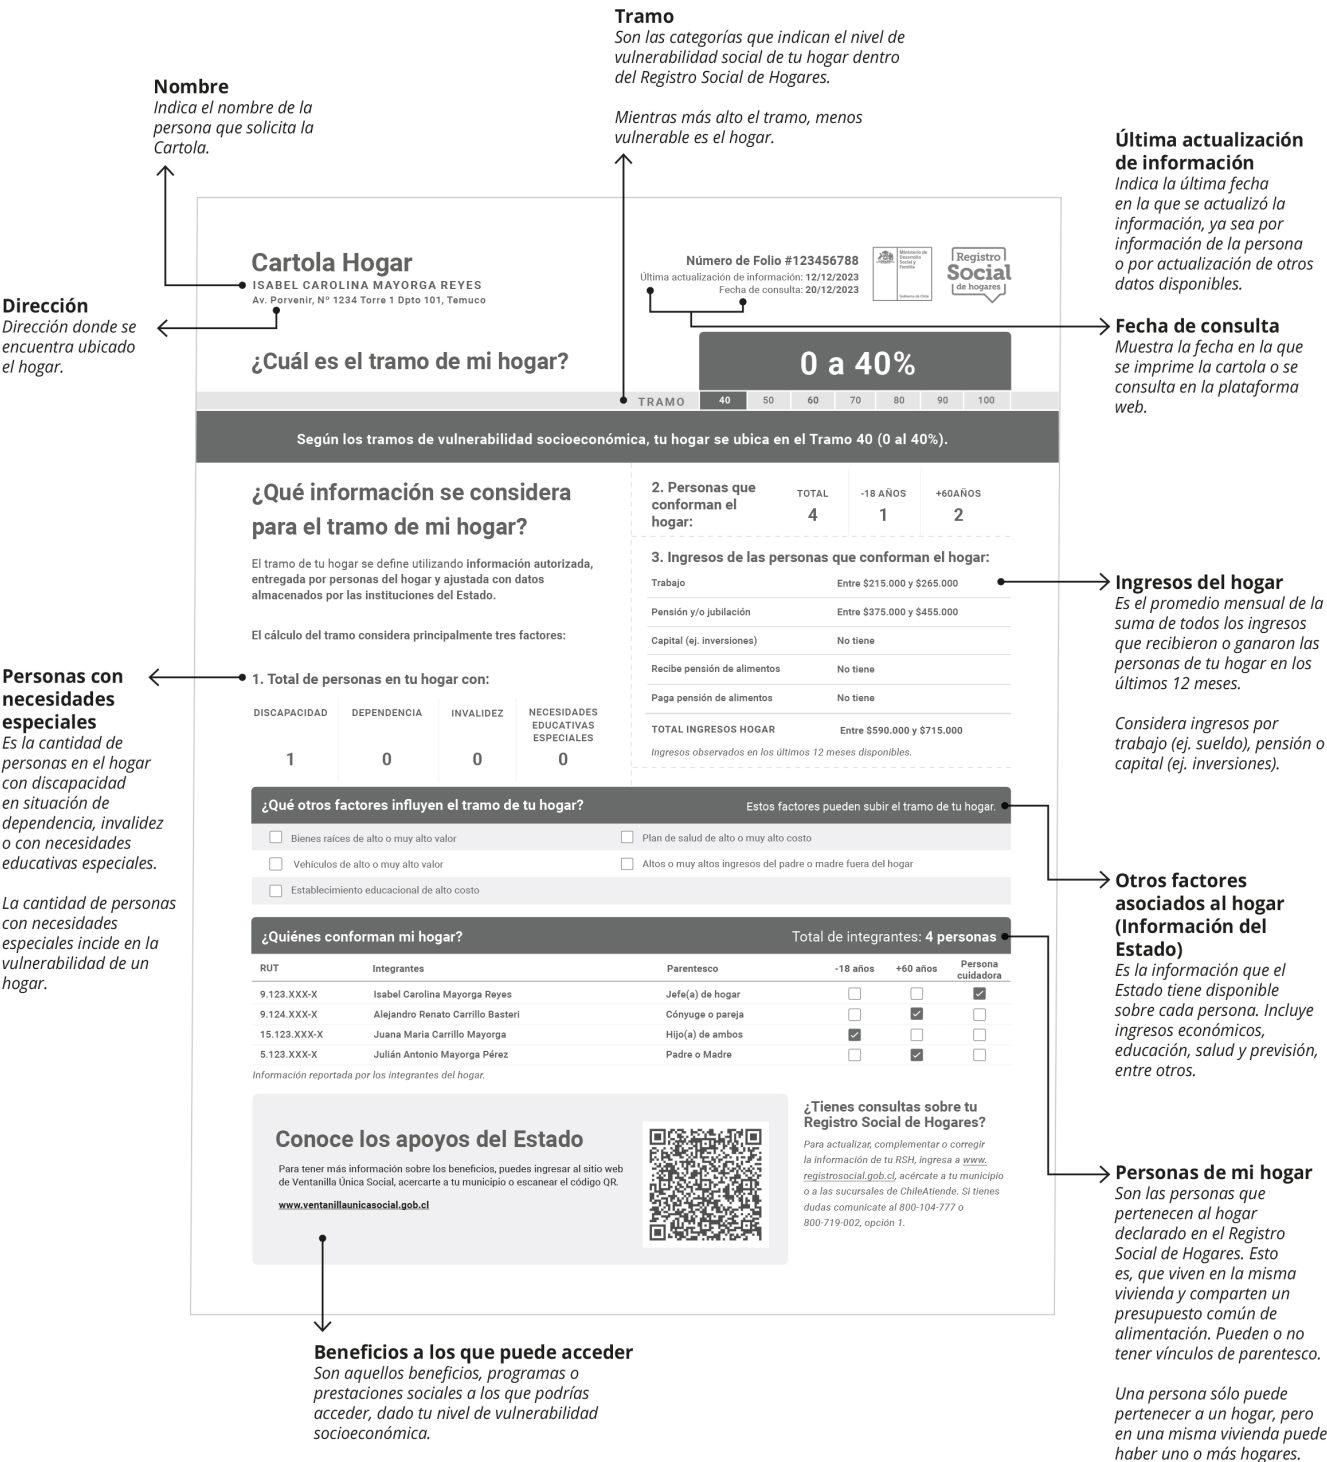 Tramo
Son las categorías que indican el nivel de
vulnerabilidad social de tu hogar dentro
del Registro Social de Hogares.
Mientras más alto el tramo, menos
vulnerable es el hogar.
Nombre
Indica el nombre de la
persona que solicita la
Cartola.
Última actualización
de información
Indica la última fecha
en la que se actualizó la
información, ya sea por
información de la persona
o por actualización de otros
datos disponibles.
Fecha de consulta
Muestra la fecha en la que
se imprime la cartola o se
consulta en la plataforma
web.
Dirección
Dirección donde se
encuentra ubicado
el hogar.
Cartola Hogar
ISABEL CAROLINA MAYORGA REYES
Av. Porvenir, Nº 1234 Torre 1 Dpto 101, Temuco
Número de Folio #123456788
Última actualización de información: 12/12/2023
Fecha de consulta: 20/12/2023
Ministerio de
Desarrollo
Social y
Familia
Gobierno de Chile
Registro
Social
de hogares
¿Cuál es el tramo de mi hogar?
0 a 40%
TRAMO 40 50 60 70 80 90 100
Según los tramos de vulnerabilidad socioeconómica, tu hogar se ubica en el Tramo 40 (0 al 40%).
¿Qué información se considera
para el tramo de mi hogar?
El tramo de tu hogar se define utilizando información autorizada,
entregada por personas del hogar y ajustada con datos
almacenados por las instituciones del Estado.
El cálculo del tramo considera principalmente tres factores:
1. Total de personas en tu hogar con:
DISCAPACIDAD DEPENDENCIA INVALIDEZ NECESIDADES
EDUCATIVAS
ESPECIALES
1 0 0 0
2. Personas que
conforman el
hogar:
TOTAL -18 AÑOS +60AÑOS
4 1 2
3. Ingresos de las personas que conforman el hogar:
Trabajo Entre $215.000 y $265.000
Pensión y/o jubilación Entre $375.000 y $455.000
Capital (ej. inversiones) No tiene
Recibe pensión de alimentos No tiene
Paga pensión de alimentos No tiene
TOTAL INGRESOS HOGAR Entre $590.000 y $715.000
Ingresos observados en los últimos 12 meses disponibles.
Ingresos del hogar
Es el promedio mensual de la
suma de todos los ingresos
que recibieron o ganaron las
personas de tu hogar en los
últimos 12 meses.
Considera ingresos por
trabajo (ej. sueldo), pensión o
capital (ej. inversiones).
Personas con
necesidades
especiales
Es la cantidad de
personas en el hogar
con discapacidad
en situación de
dependencia, invalidez
o con necesidades
educativas especiales.
La cantidad de personas
con necesidades
especiales incide en la
vulnerabilidad de un
hogar.
¿Qué otros factores influyen el tramo de tu hogar? Estos factores pueden subir el tramo de tu hogar.
Bienes raíces de alto o muy alto valor Plan de salud de alto o muy alto costo
Vehículos de alto o muy alto valor Altos o muy altos ingresos del padre o madre fuera del hogar
Establecimiento educacional de alto costo
Otros factores
asociados al hogar
(Información del
Estado)
Es la información que el
Estado tiene disponible
sobre cada persona. Incluye
ingresos económicos,
educación, salud y previsión,
entre otros.
¿Quiénes conforman mi hogar? Total de integrantes: 4 personas
RUT Integrantes Parentesco -18 años +60 años Persona
cuidadora
9.123.XXX-X Isabel Carolina Mayorga Reyes Jefe(a) de hogar
9.124.XXX-X Alejandro Renato Carrillo Basteri Cónyuge o pareja
15.123.XXX-X Juana Maria Carrillo Mayorga Hijo(a) de ambos
5.123.XXX-X Julián Antonio Mayorga Pérez Padre o Madre
Información reportada por los integrantes del hogar.
Conoce los apoyos del Estado
Para tener más información sobre los beneficios, puedes ingresar al sitio web
de Ventanilla Única Social, acercarte a tu municipio o escanear el código QR.
www.ventanillaunicasocial.gob.cl
¿Tienes consultas sobre tu
Registro Social de Hogares?
Para actualizar, complementar o corregir
la información de tu RSH, ingresa a www.
registrosocial.gob.cl, acércate a tu municipio
o a las sucursales de ChileAtiende. Si tienes
dudas comunícate al 800-104-777 o
800-719-002, opción 1.
Personas de mi hogar
Son las personas que
pertenecen al hogar
declarado en el Registro
Social de Hogares. Esto
es, que viven en la misma
vivienda y comparten un
presupuesto común de
alimentación. Pueden o no
tener vínculos de parentesco.
Una persona sólo puede
pertenecer a un hogar, pero
en una misma vivienda puede
haber uno o más hogares.
Beneficios a los que puede acceder
Son aquellos beneficios, programas o
prestaciones sociales a los que podrías
acceder, dado tu nivel de vulnerabilidad
socioeconómica.